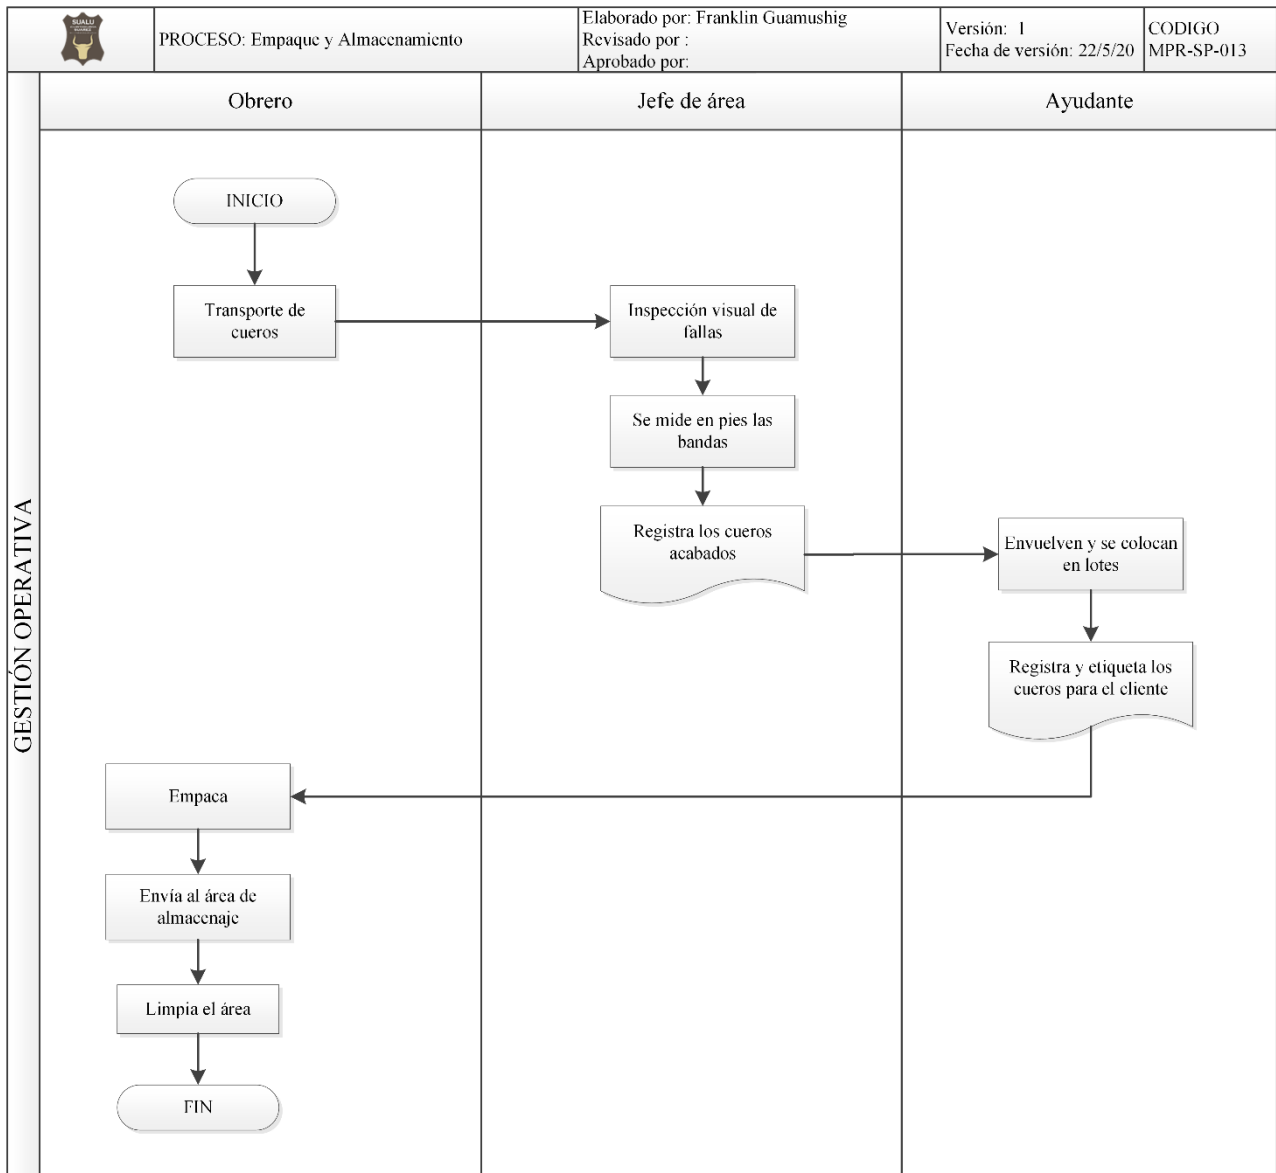 SUALU
PROCESO: Empaque y Almacenamiento
Elaborado por: Franklin Guamushig
Revisado por :
Aprobado por:
Versión: 1
Fecha de versión: 22/5/20
CODIGO
MPR-SP-013
GESTIÓN OPERATIVA
Obrero
Jefe de área
Ayudante
INICIO
Transporte de
cueros
Inspección visual de
fallas
Se mide en pies las
bandas
Registra los cueros
acabados
Envuelven y se colocan
en lotes
Registra y etiqueta los
cueros para el cliente
Empaca
Envía al área de
almacenaje
Limpia el área
FIN